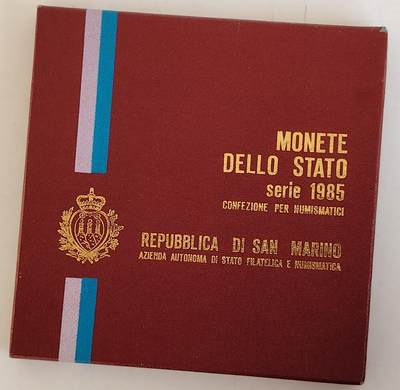 MONETE
DELLO STATO
serie 1985
CONFEZIONE PER NUMISMATICI
REPUBBLICA DI SAN MARINO
AZIENDA AUTONOMA DI STATO FILATELICA E NUMISMATICA